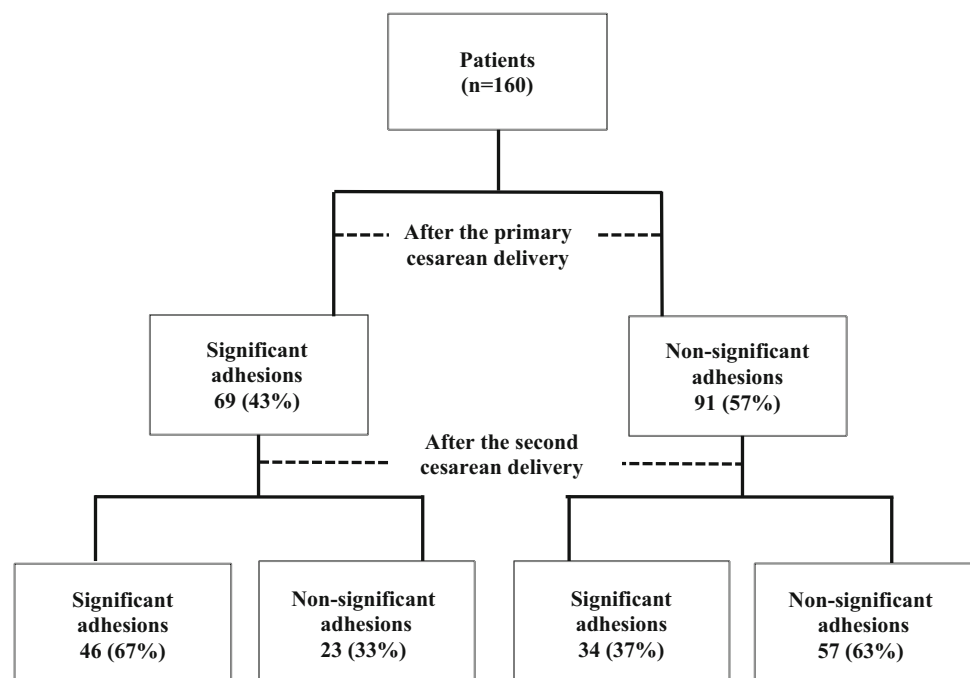 Patients
(n=160)
After the primary
cesarean delivery
Significant
adhesions
69 (43%)
Non-significant
adhesions
91 (57%)
After the second
cesarean delivery
Significant
adhesions
46 (67%)
Non-significant
adhesions
23 (33%)
Significant
adhesions
34 (37%)
Non-significant
adhesions
57 (63%)